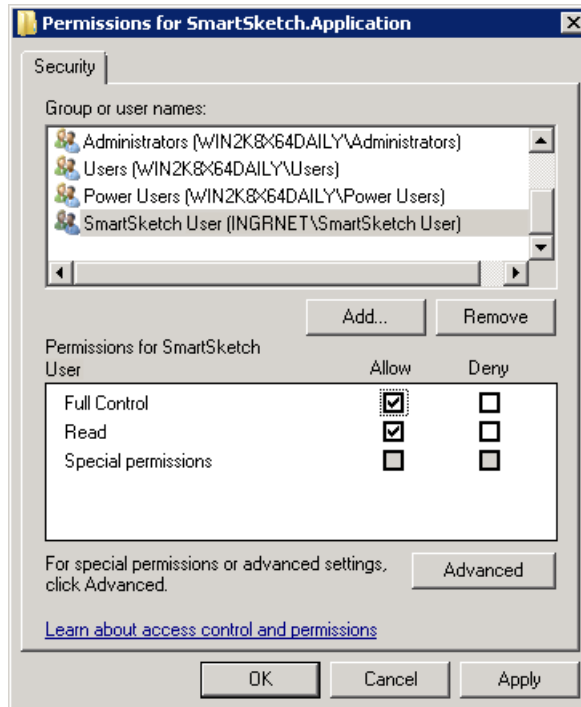 Permissions for SmartSketch.Application
Security
Group or user names:
Administrators (WIN2K8X64DAILY\Administrators)
Users (WIN2K8X64DAILY\Users)
Power Users (WIN2K8X64DAILY\Power Users)
SmartSketch User (INGRNET\SmartSketch User)
Add... Remove
Permissions for SmartSketch
User Allow Deny
Full Control
Read
Special permissions
For special permissions or advanced settings,
click Advanced. Advanced
Learn about access control and permissions
OK Cancel Apply